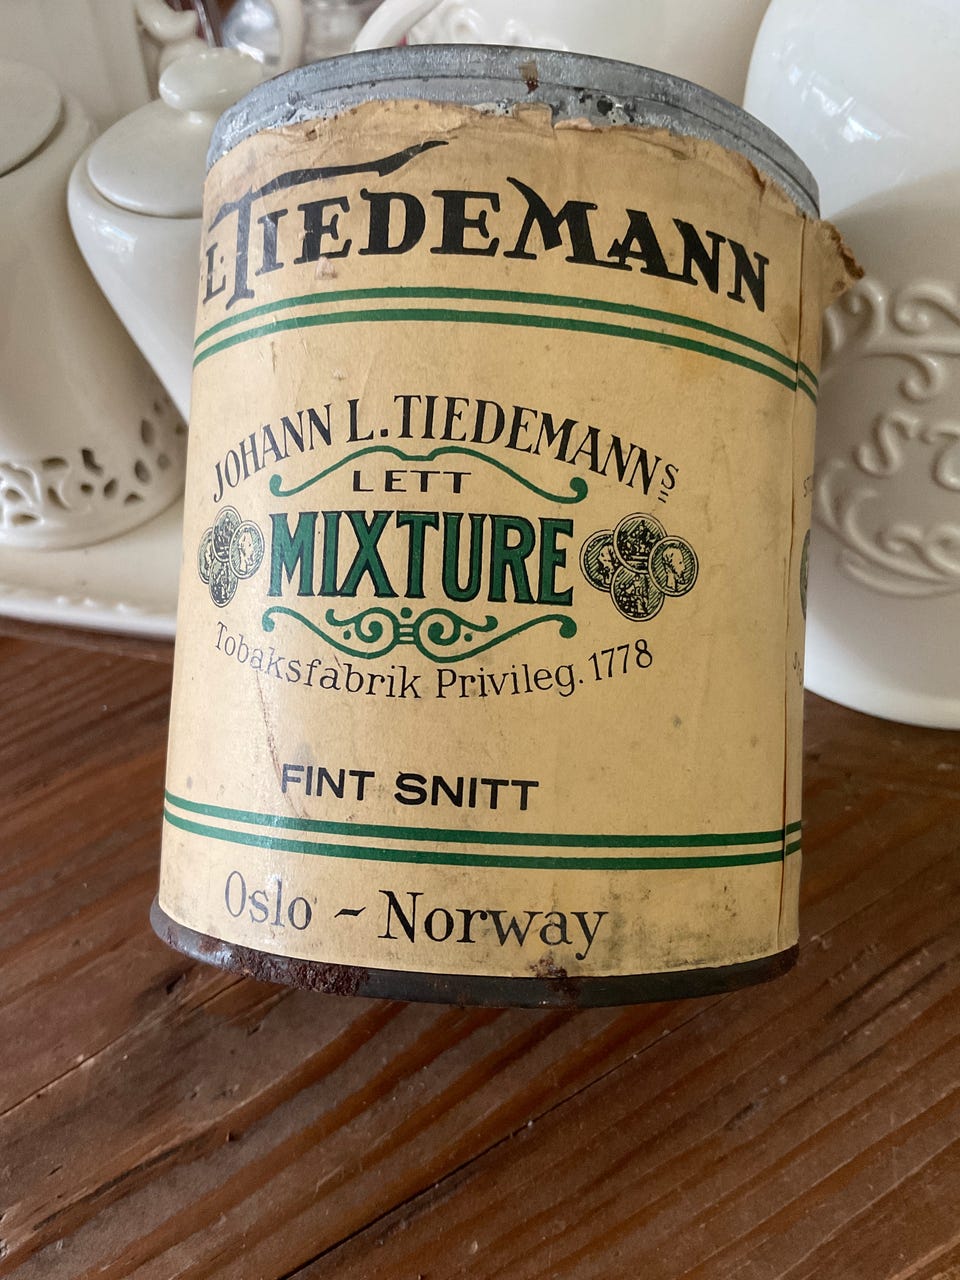 L. TIEDEMANN
JOHANN L. TIEDEMANNS
LETT
MIXTURE
Tobaksfabrik Privileg. 1778
FINT SNITT
Oslo ~ Norway